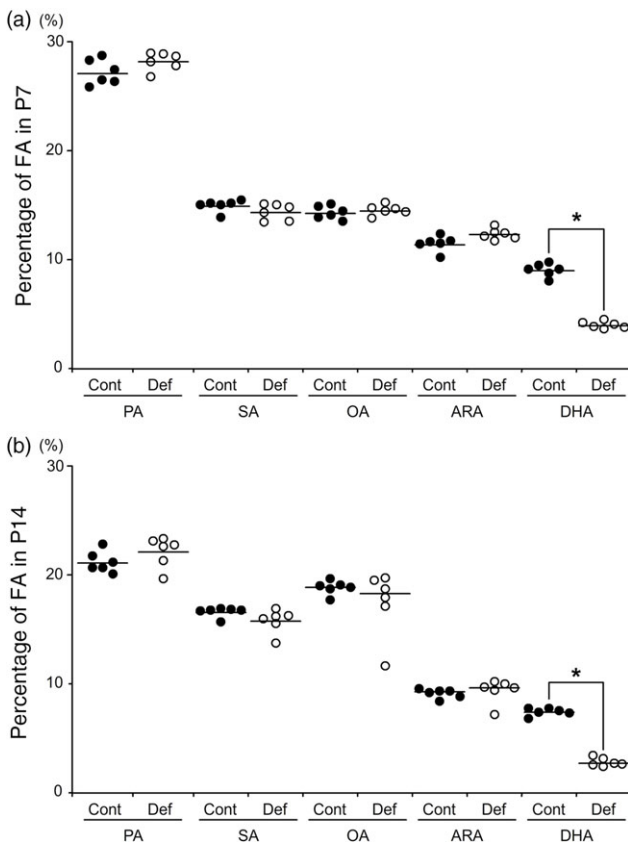 (a) (%)
Percentage of FA in P7
30
20
10
0
*
Cont Def Cont Def Cont Def Cont Def Cont Def
PA SA OA ARA DHA
(b) (%)
Percentage of FA in P14
30
20
10
0
*
Cont Def Cont Def Cont Def Cont Def Cont Def
PA SA OA ARA DHA